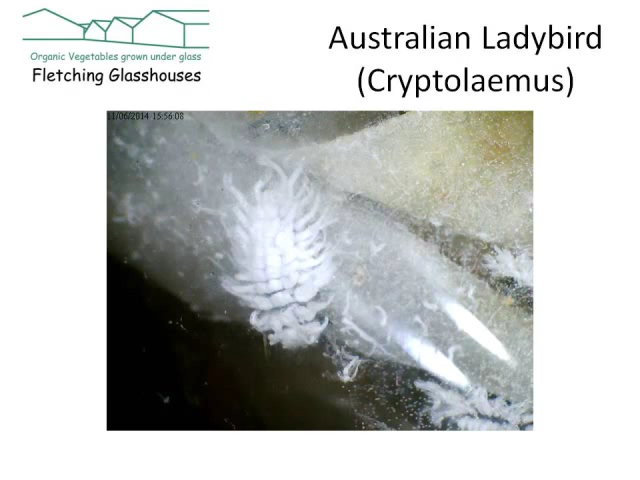 Organic Vegetables grown under glass
Fletching Glasshouses
Australian Ladybird
(Cryptolaemus)
11/06/2014 15:56:08